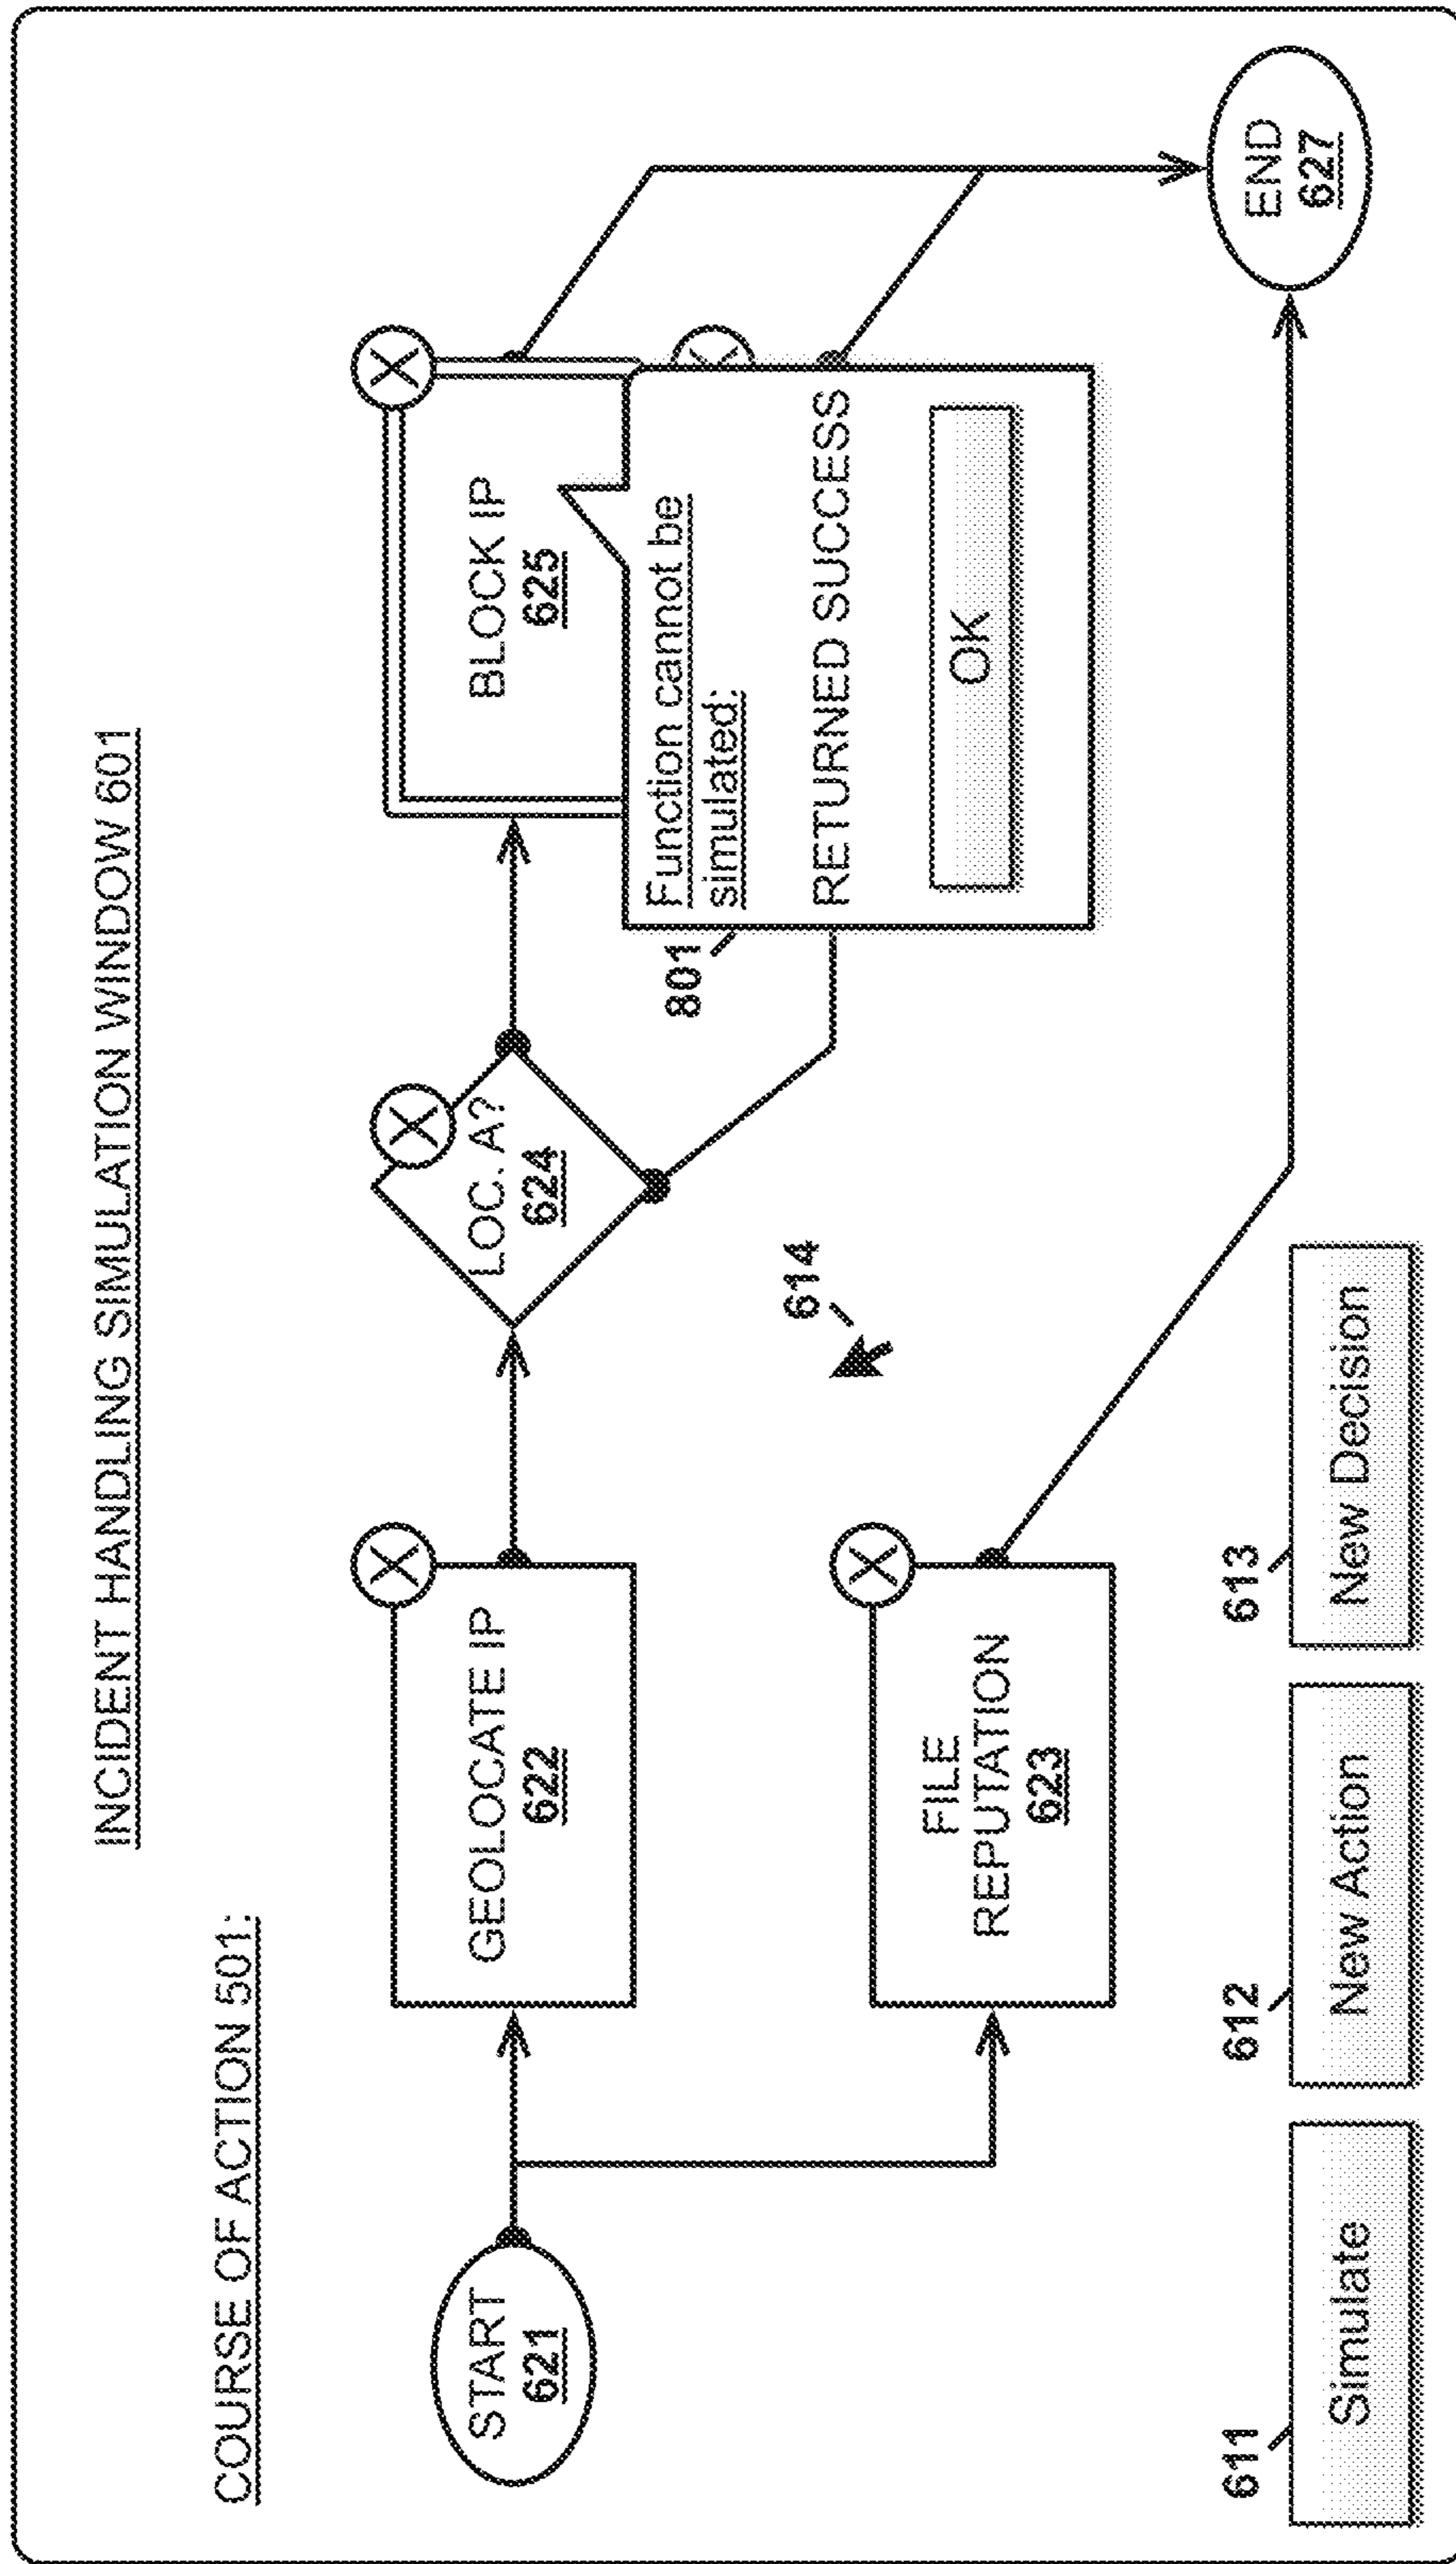 INCIDENT HANDLING SIMULATION WINDOW 601
COURSE OF ACTION 501:
START
621
GEOLOCATE IP
622
X
LOC. A?
624
X
BLOCK IP
625
X
801
Function cannot be
simulated:
RETURNED SUCCESS
OK
614
FILE
REPUTATION
623
X
END
627
611
Simulate
612
New Action
613
New Decision